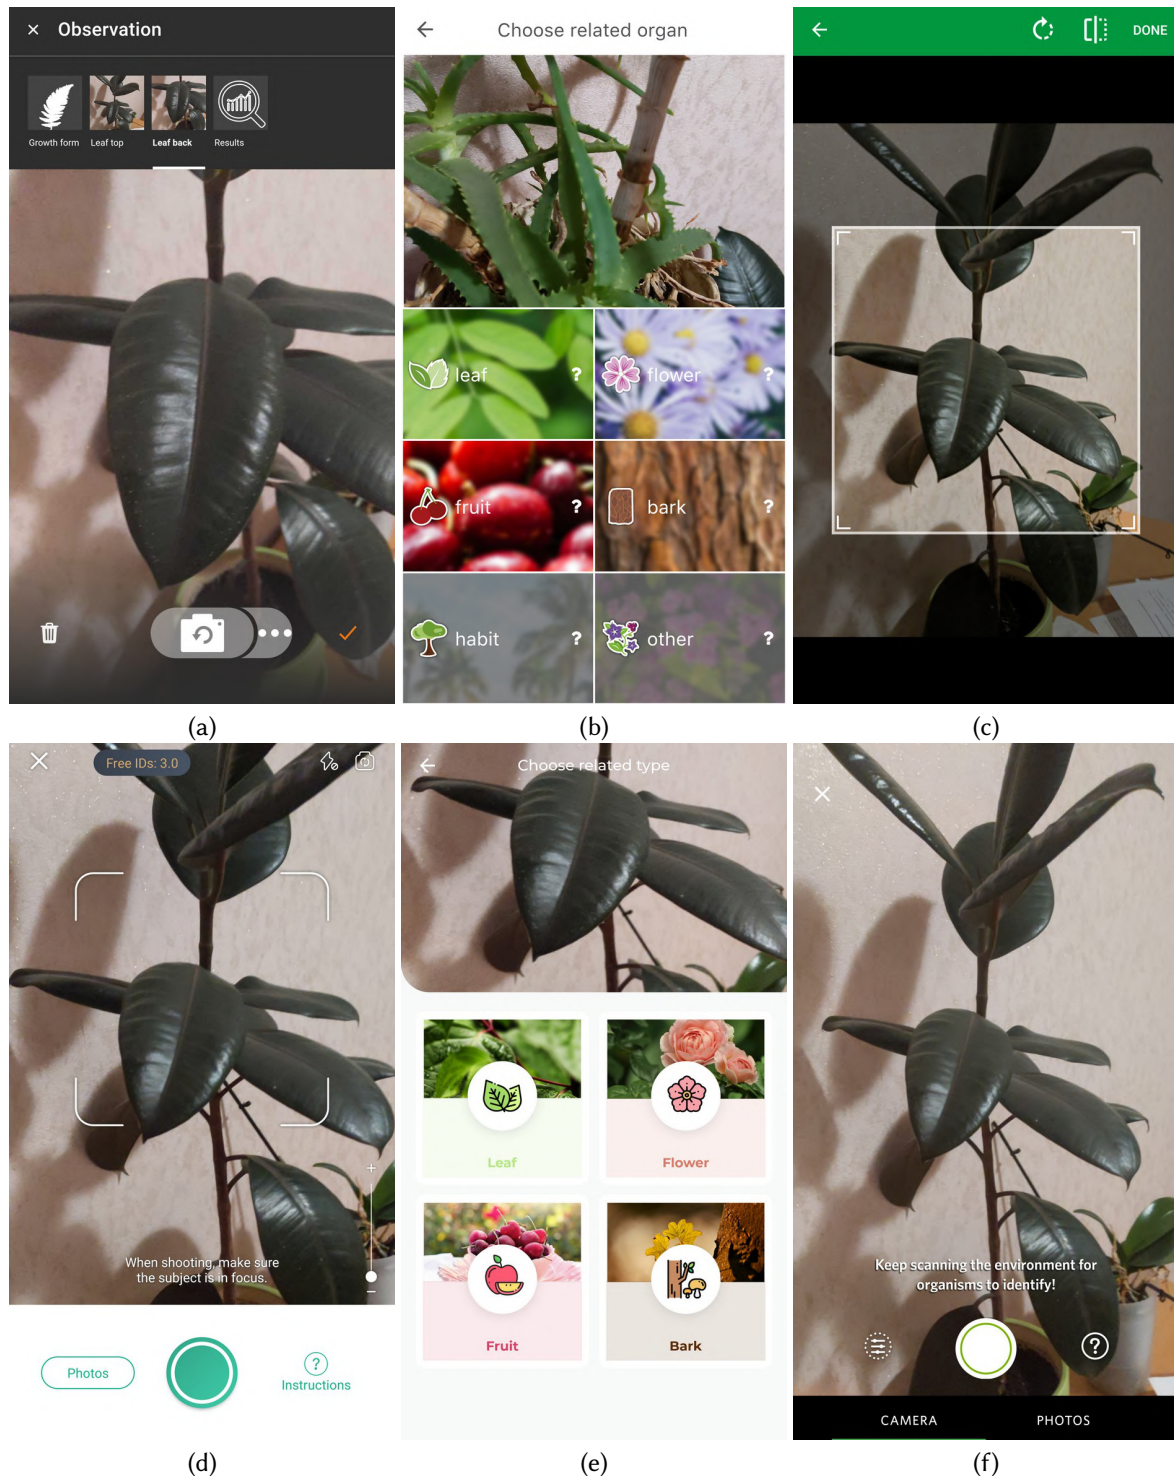 × Observation
Growth form Leaf top Leaf back Results
(a)
Choose related organ
leaf ? flower ?
fruit ? bark ?
habit ? other ?
(b)
DONE
(c)
Free IDs: 3.0
+
When shooting, make sure
the subject is in focus.
−
Photos
?
Instructions
(d)
Choose related type
Leaf Flower
Fruit Bark
(e)
Keep scanning the environment for
organisms to identify!
?
CAMERA PHOTOS
(f)